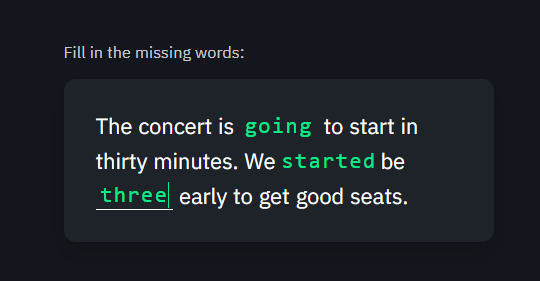 Fill in the missing words:
The concert is going to start in
thirty minutes. We started be
three early to get good seats.